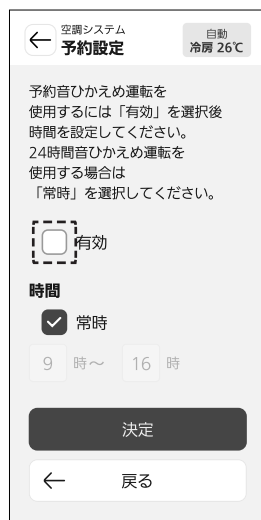 空調システム
予約設定
自動
冷房 26℃
予約音ひかえめ運転を
使用するには「有効」を選択後
時間を設定してください。
24時間音ひかえめ運転を
使用する場合は
「常時」を選択してください。
有効
時間
常時
9 時～ 16 時
決定
← 戻る